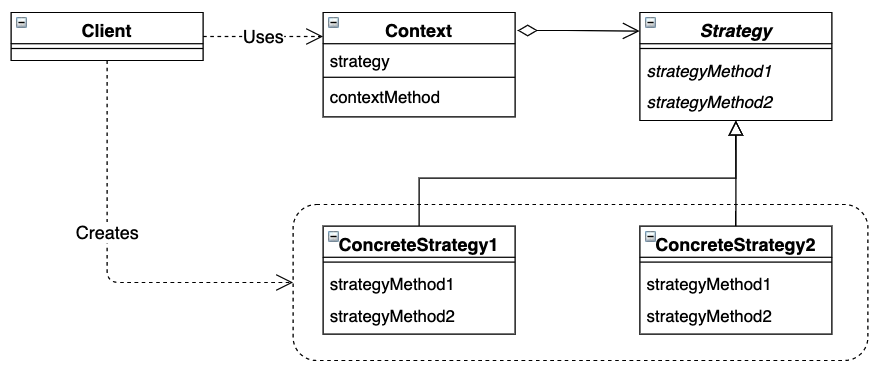 Client
Uses
Context
strategy
contextMethod
Strategy
strategyMethod1
strategyMethod2
Creates
ConcreteStrategy1
strategyMethod1
strategyMethod2
ConcreteStrategy2
strategyMethod1
strategyMethod2